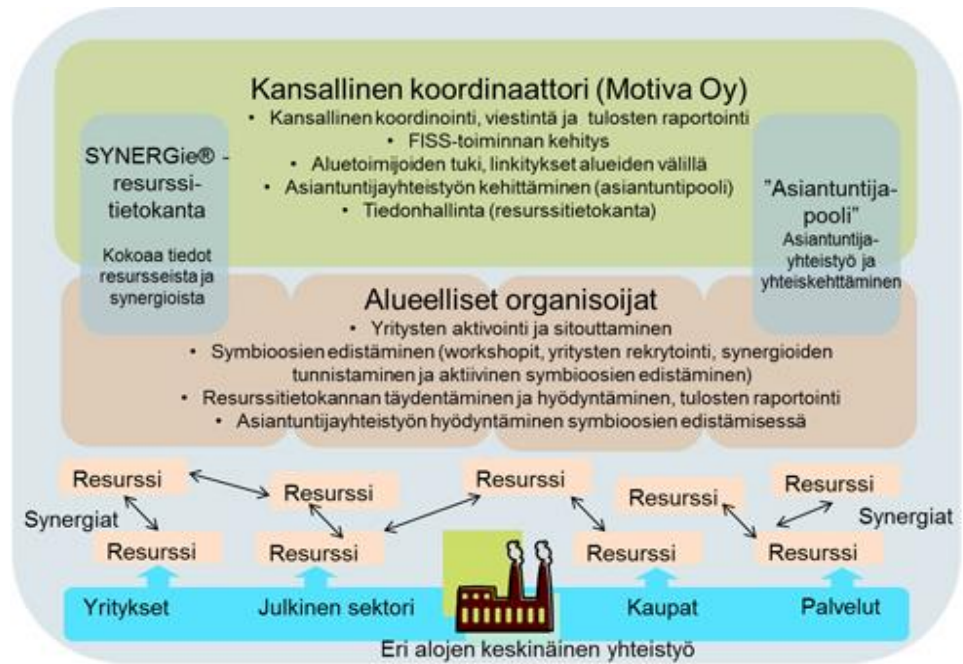 Kansallinen koordinaattori (Motiva Oy)
• Kansallinen koordinointi, viestintä ja tulosten raportointi
• FISS-toiminnan kehitys
• Aluetoimijoiden tuki, linkitykset alueiden välillä
• Asiantuntijayhteistyön kehittäminen (asiantuntipooli)
• Tiedonhallinta (resurssitietokanta)
SYNERGie® -
resurssi-
tietokanta
Kokoaa tiedot
resursseista ja
synergioista
"Asiantuntija-
pooli"
Asiantuntija-
yhteistyö ja
yhteiskehttäminen
Alueelliset organisoijat
• Yritysten aktivointi ja sitouttaminen
• Symbioosien edistäminen (workshopit, yritysten rekrytointi, synergioiden
tunnistaminen ja aktiivinen symbioosien edistäminen)
• Resurssitietokannan täydentäminen ja hyödyntäminen, tulosten raportointi
• Asiantuntijayhteistyön hyödyntäminen symbioosien edistämisessä
Resurssi
Resurssi
Resurssi
Resurssi
Resurssi
Synergiat
Synergiat
Resurssi
Resurssi
Resurssi
Resurssi
Yritykset
Julkinen sektori
Kaupat
Palvelut
Eri alojen keskinäinen yhteistyö